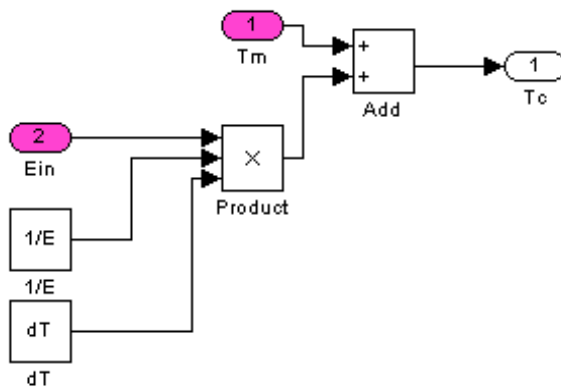 1
Tm
+
+
Add
1
Tc
2
Ein
×
Product
1/E
1/E
dT
dT